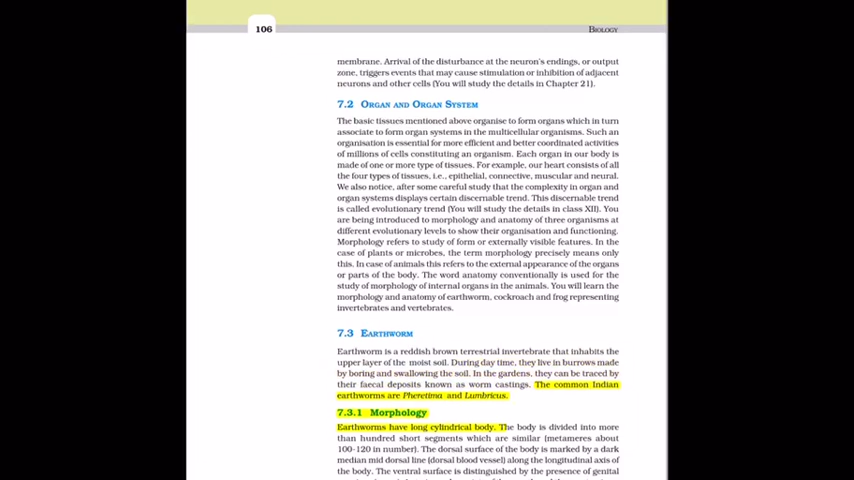 106
BIOLOGY
membrane. Arrival of the disturbance at the neuron's endings, or output
zone, triggers events that may cause stimulation or inhibition of adjacent
neurons and other cells (You will study the details in Chapter 21).
7.2 ORGAN AND ORGAN SYSTEM
The basic tissues mentioned above organise to form organs which in turn
associate to form organ systems in the multicellular organisms. Such an
organisation is essential for more efficient and better coordinated activities
of millions of cells constituting an organism. Each organ in our body is
made of one or more type of tissues. For example, our heart consists of all
the four types of tissues, i.e., epithelial, connective, muscular and neural.
We also notice, after some careful study that the complexity in organ and
organ systems displays certain discernable trend. This discernable trend
is called evolutionary trend (You will study the details in class XII). You
are being introduced to morphology and anatomy of three organisms at
different evolutionary levels to show their organisation and functioning.
Morphology refers to study of form or externally visible features. In the
case of plants or microbes, the term morphology precisely means only
this. In case of animals this refers to the external appearance of the organs
or parts of the body. The word anatomy conventionally is used for the
study of morphology of internal organs in the animals. You will learn the
morphology and anatomy of earthworm, cockroach and frog representing
invertebrates and vertebrates.
7.3 EARTHWORM
Earthworm is a reddish brown terrestrial invertebrate that inhabits the
upper layer of the moist soil. During day time, they live in burrows made
by boring and swallowing the soil. In the gardens, they can be traced by
their faecal deposits known as worm castings. The common Indian
earthworms are Pheretima and Lumbricus.
7.3.1 Morphology
Earthworms have long cylindrical body. The body is divided into more
than hundred short segments which are similar (metameres about
100-120 in number). The dorsal surface of the body is marked by a dark
median mid dorsal line (dorsal blood vessel) along the longitudinal axis of
the body. The ventral surface is distinguished by the presence of genital